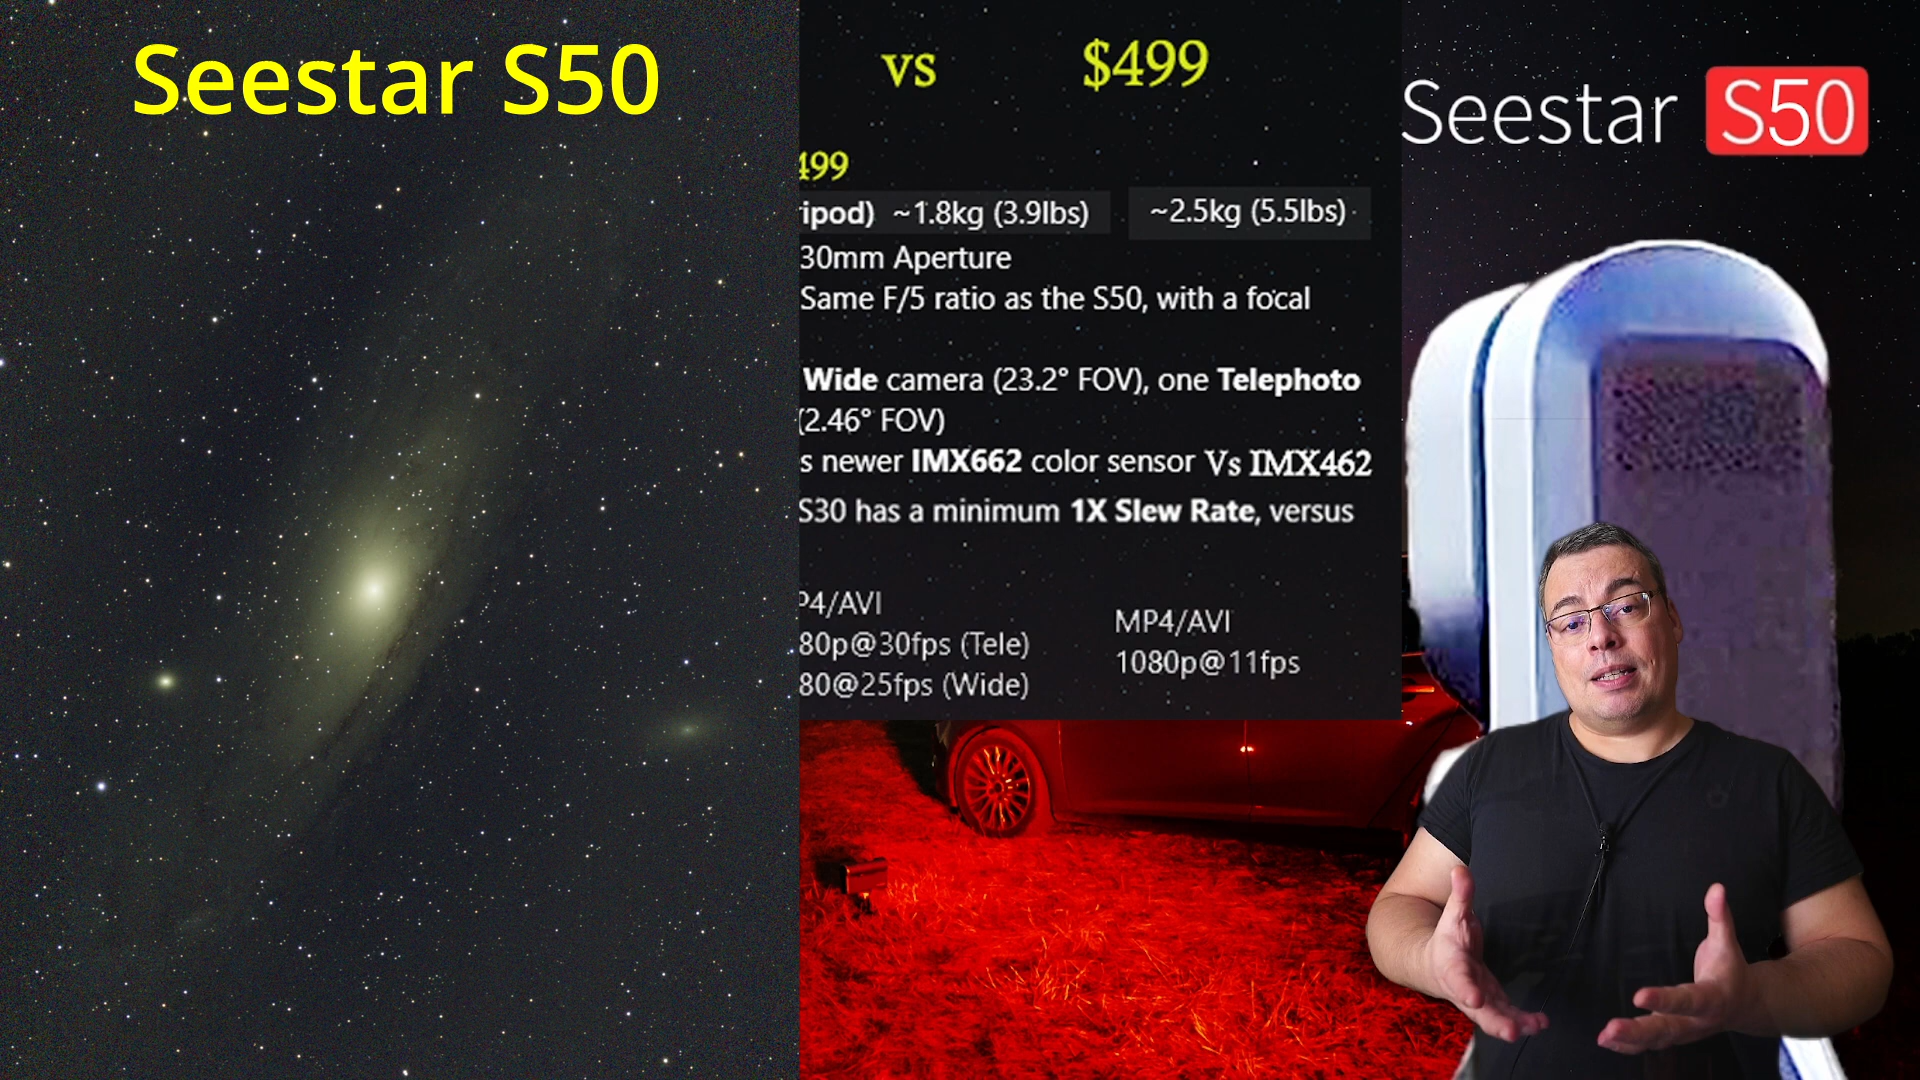 Seestar S50
vs $499
Seestar S50
499
ripod) ~1.8kg (3.9lbs) ~2.5kg (5.5lbs)
30mm Aperture
Same F/5 ratio as the S50, with a focal
Wide camera (23.2° FOV), one Telephoto
(2.46° FOV)
s newer IMX662 color sensor Vs IMX462
S30 has a minimum 1X Slew Rate, versus
P4/AVI
80p@30fps (Tele)
80@25fps (Wide)
MP4/AVI
1080p@11fps